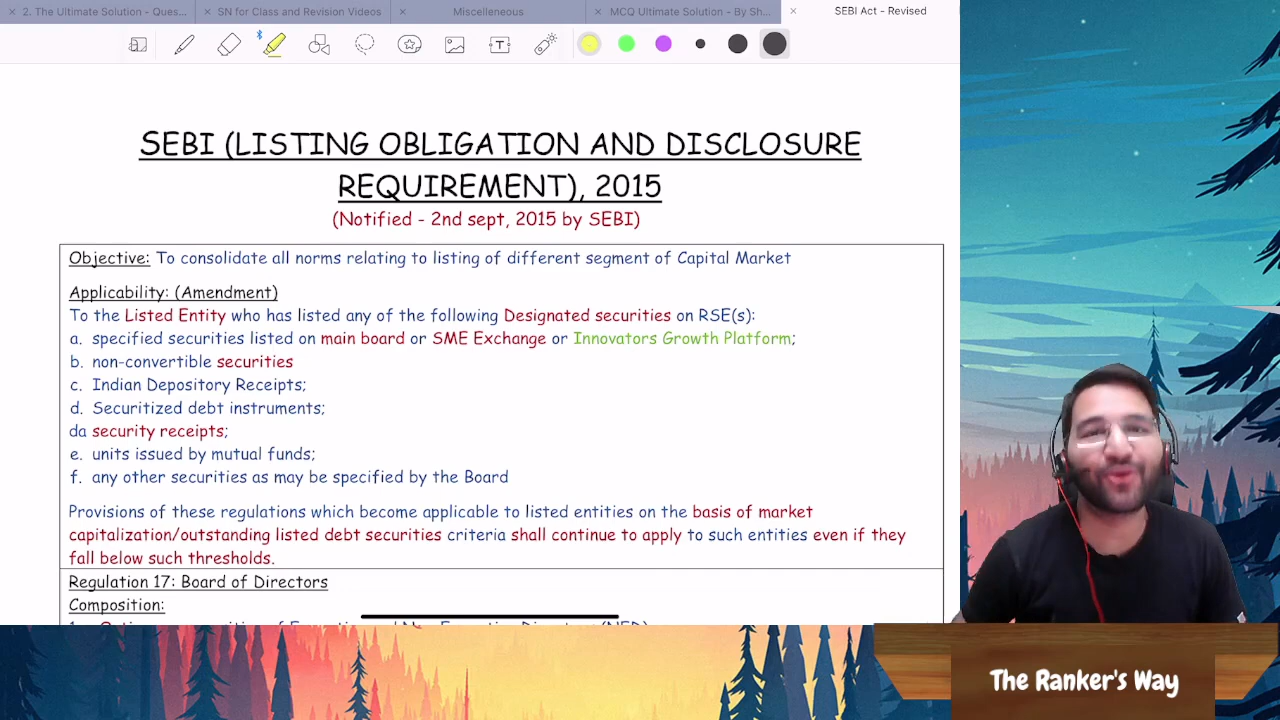 2. The Ultimate Solution - Ques...
SN for Class and Revision Videos
Miscellaneous
MCQ Ultimate Solution - By Sh...
SEBI Act - Revised
SEBI (LISTING OBLIGATION AND DISCLOSURE
REQUIREMENT), 2015
(Notified - 2nd sept, 2015 by SEBI)
Objective: To consolidate all norms relating to listing of different segment of Capital Market
Applicability: (Amendment)
To the Listed Entity who has listed any of the following Designated securities on RSE(s):
a. specified securities listed on main board or SME Exchange or Innovators Growth Platform;
b. non-convertible securities
c. Indian Depository Receipts;
d. Securitized debt instruments;
da security receipts;
e. units issued by mutual funds;
f. any other securities as may be specified by the Board
Provisions of these regulations which become applicable to listed entities on the basis of market
capitalization/outstanding listed debt securities criteria shall continue to apply to such entities even if they
fall below such thresholds.
Regulation 17: Board of Directors
Composition:
The Ranker's Way